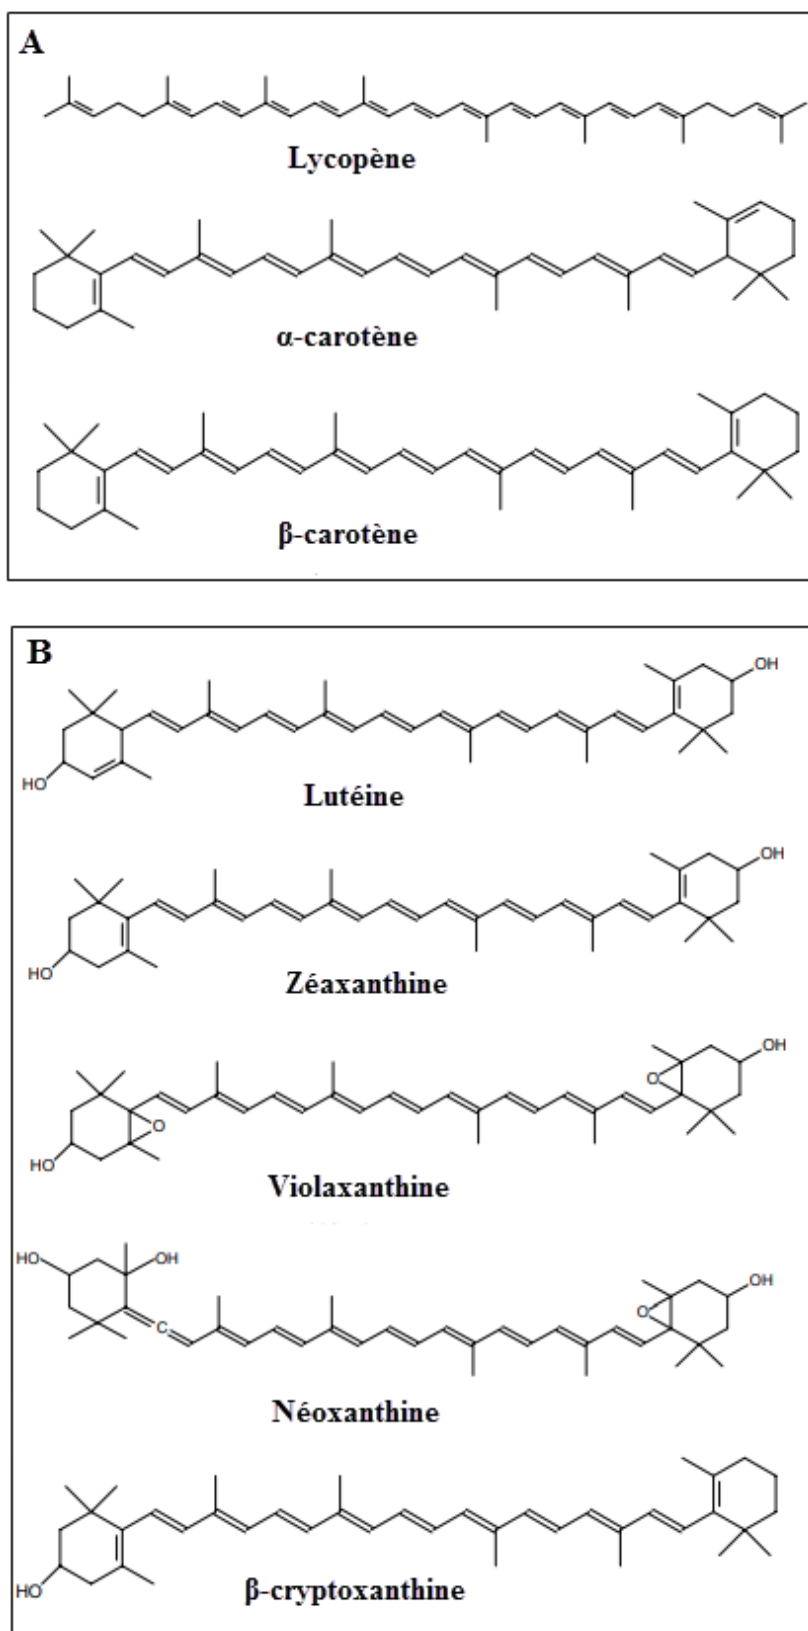 A
Lycopène
α-carotène
β-carotène
B
OH
HO
Lutéine
OH
HO
Zéaxanthine
OH
O
O
HO
Violaxanthine
HO
OH
OH
O
C
Néoxanthine
HO
β-cryptoxanthine